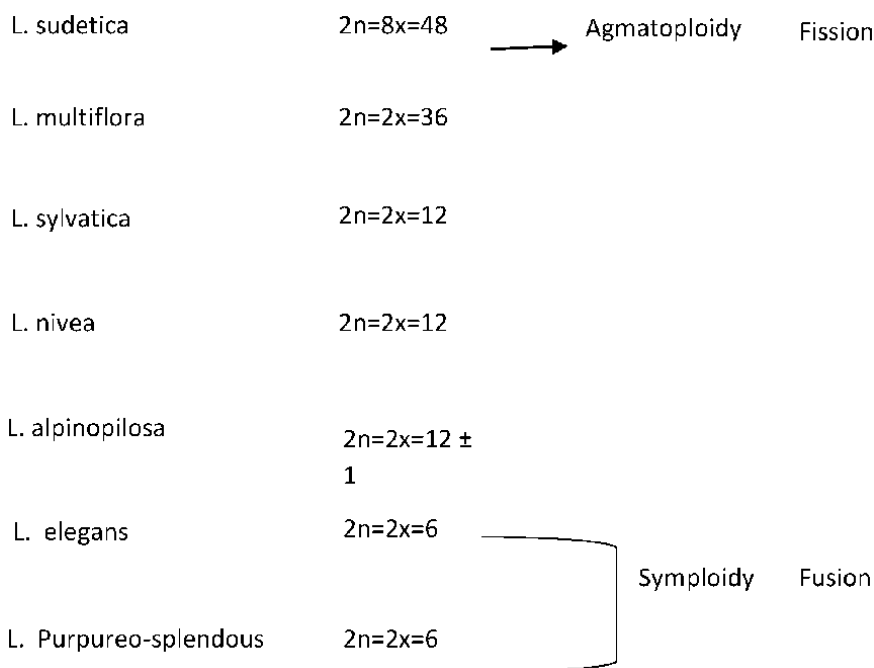 L. sudetica 2n=8x=48 Agmatoploidy Fission
L. multiflora 2n=2x=36
L. sylvatica 2n=2x=12
L. nivea 2n=2x=12
L. alpinopilosa 2n=2x=12 ±
1
L. elegans 2n=2x=6
Symploidy Fusion
L. Purpureo-splendous 2n=2x=6